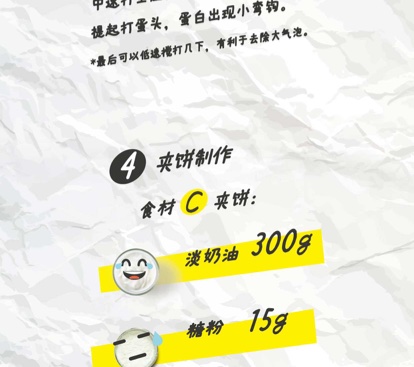 提起打蛋头，蛋白出现小弯钩。
*最后可以低速搅打几下，有利于去除大气泡。
4 夹饼制作
食材 C 夹饼：
淡奶油 300g
糖粉 15g